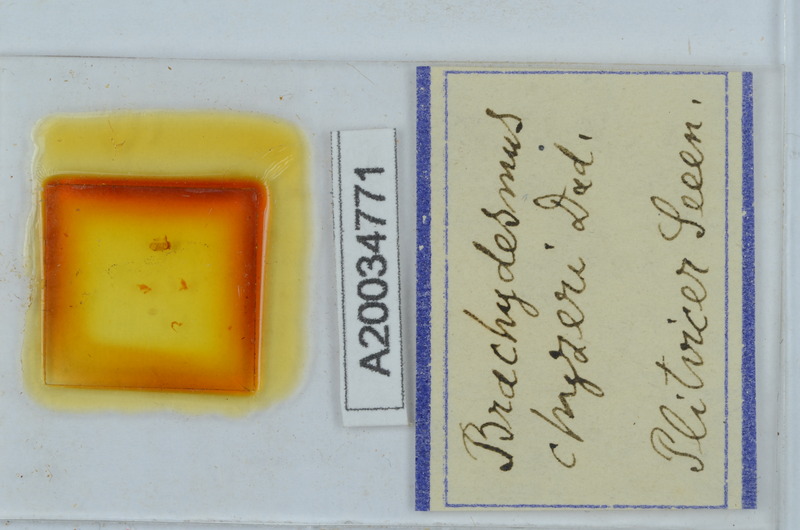 A20034771
Brachydesmus
chyzeri Dad.
Plitvicer Seeen.